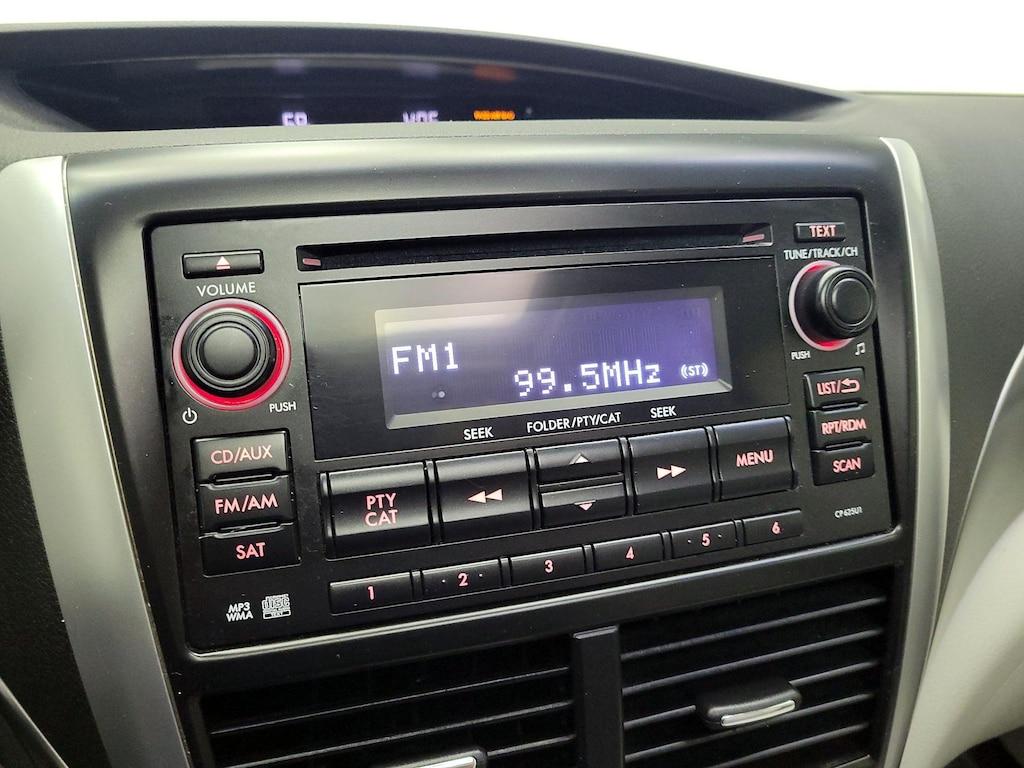 TEXT
VOLUME
TUNE/TRACK/CH
FM1
99.5MHz (ST)
PUSH
PUSH
SEEK FOLDER/PTY/CAT SEEK
CD/AUX
FM/AM
SAT
PTY
CAT
MENU
LIST/
RPT/RDM
SCAN
CP625U1
1 2 3 4 5 6
MP3
WMA